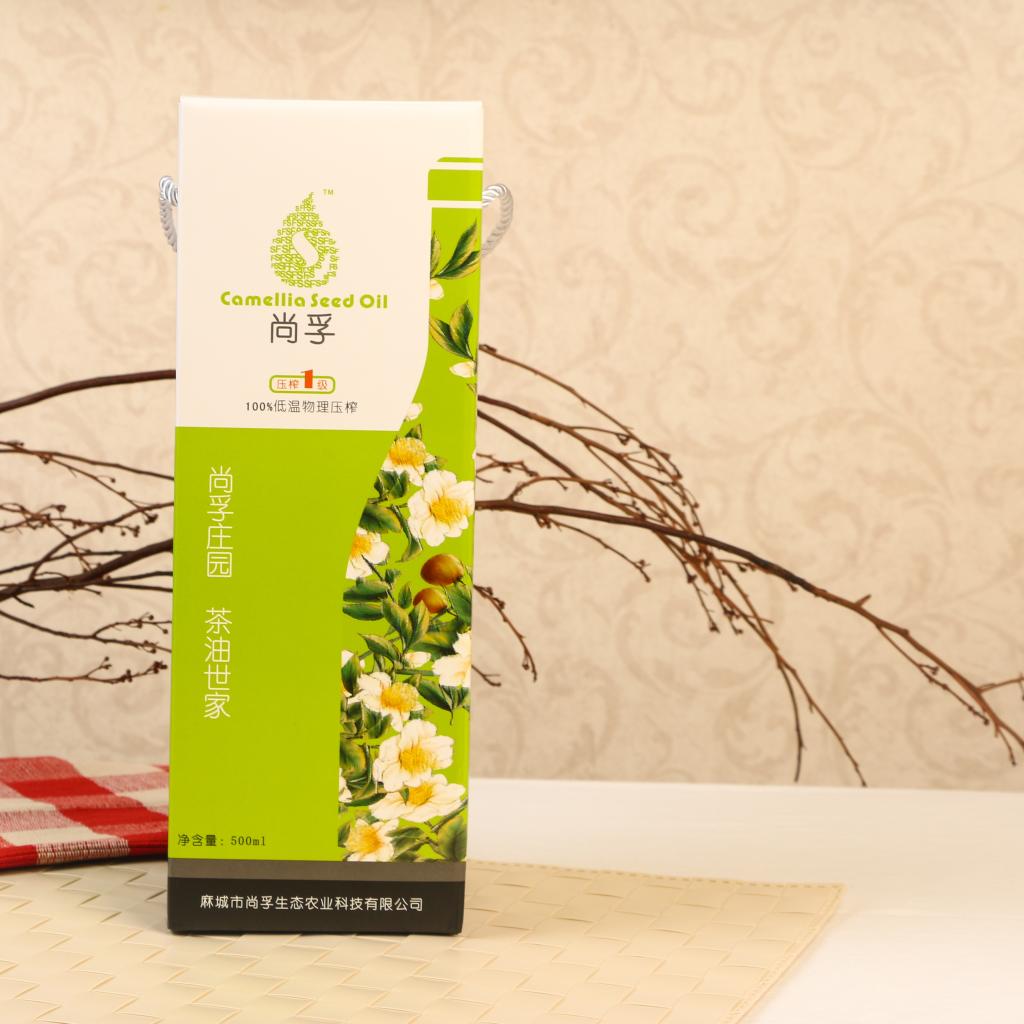 TM
Camellia Seed Oil
尚孚
压榨1级
100%低温物理压榨
尚孚庄园 茶油世家
净含量：500ml
麻城市尚孚生态农业科技有限公司